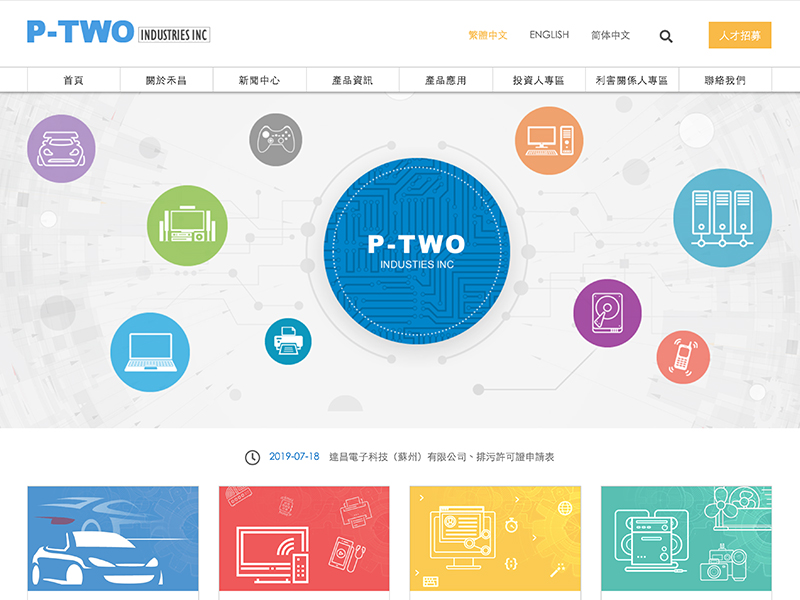 P-TWO INDUSTRIES INC
繁體中文 ENGLISH 简体中文 人才招募
首頁 關於禾昌 新聞中心 產品資訊 產品應用 投資人專區 利害關係人專區 聯絡我們
P-TWO
INDUSTIES INC
2019-07-18 達昌電子科技（蘇州）有限公司、排污許可證申請表